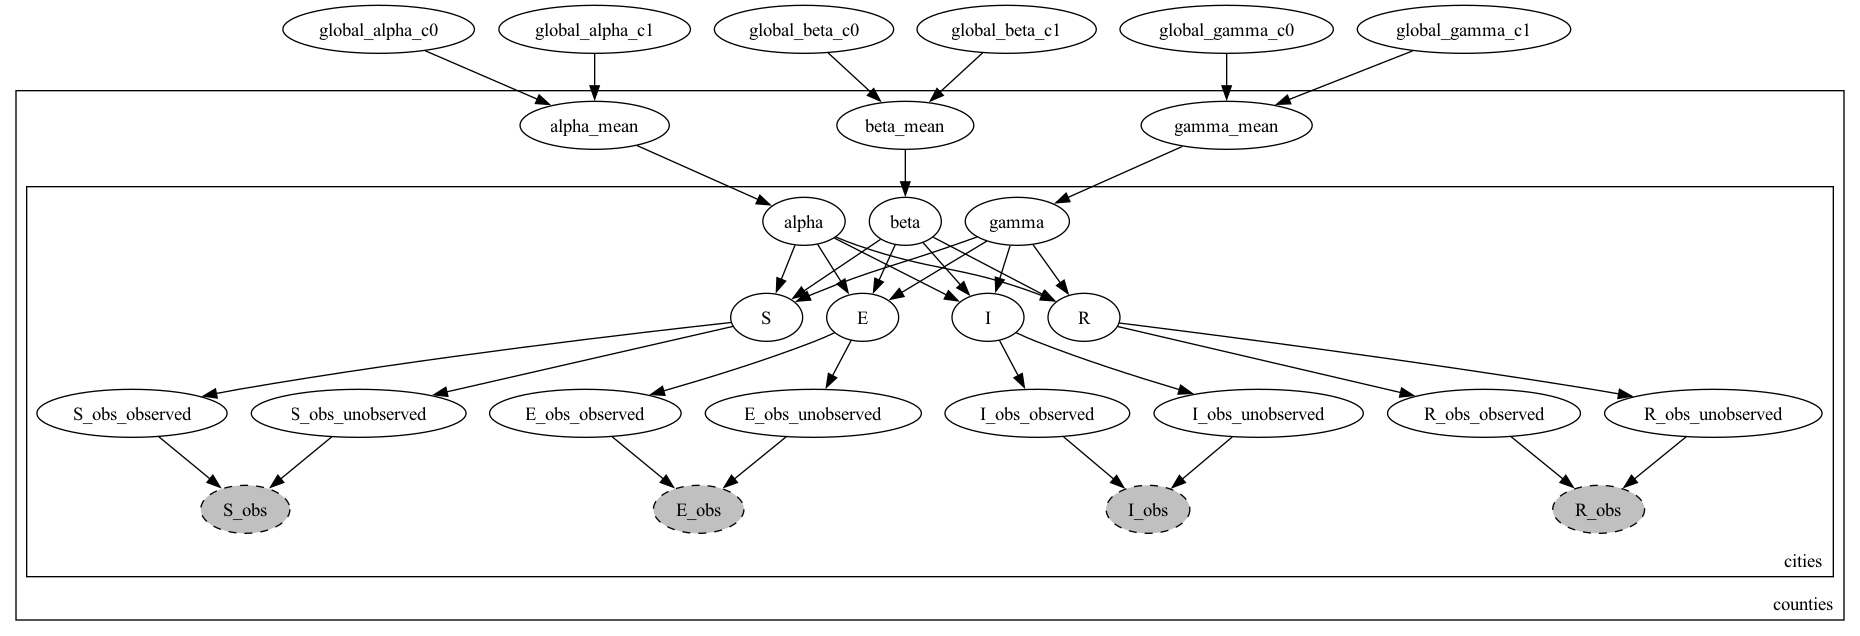 global_alpha_c0
global_alpha_c1
global_beta_c0
global_beta_c1
global_gamma_c0
global_gamma_c1
alpha_mean
beta_mean
gamma_mean
alpha
beta
gamma
S
E
I
R
S_obs_observed
S_obs_unobserved
E_obs_observed
E_obs_unobserved
I_obs_observed
I_obs_unobserved
R_obs_observed
R_obs_unobserved
S_obs
E_obs
I_obs
R_obs
cities
counties